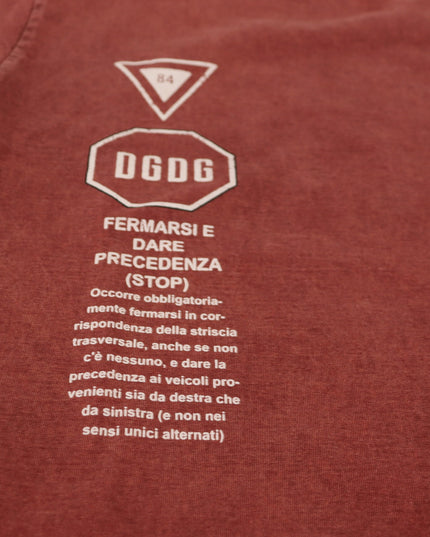 84
DGDG
FERMARSI E
DARE
PRECEDENZA
(STOP)
Occorre obbligatoria-
mente fermarsi in cor-
rispondenza della striscia
trasversale, anche se non
c'è nessuno, e dare la
precedenza ai veicoli pro-
venienti sia da destra che
da sinistra (e non nei
sensi unici alternati)